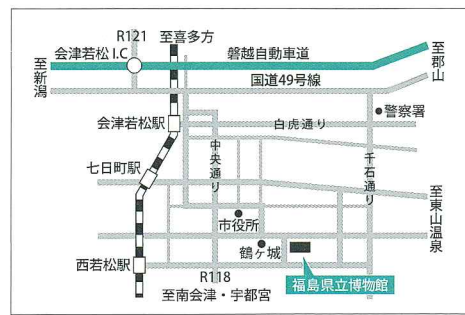 R121
会津若松I.C
至喜多方
磐越自動車道
至郡山
至新潟
国道49号線
警察署
会津若松駅
白虎通り
中央通り
千石通り
七日町駅
至東山温泉
市役所
鶴ヶ城
西若松駅
R118
福島県立博物館
至南会津・宇都宮